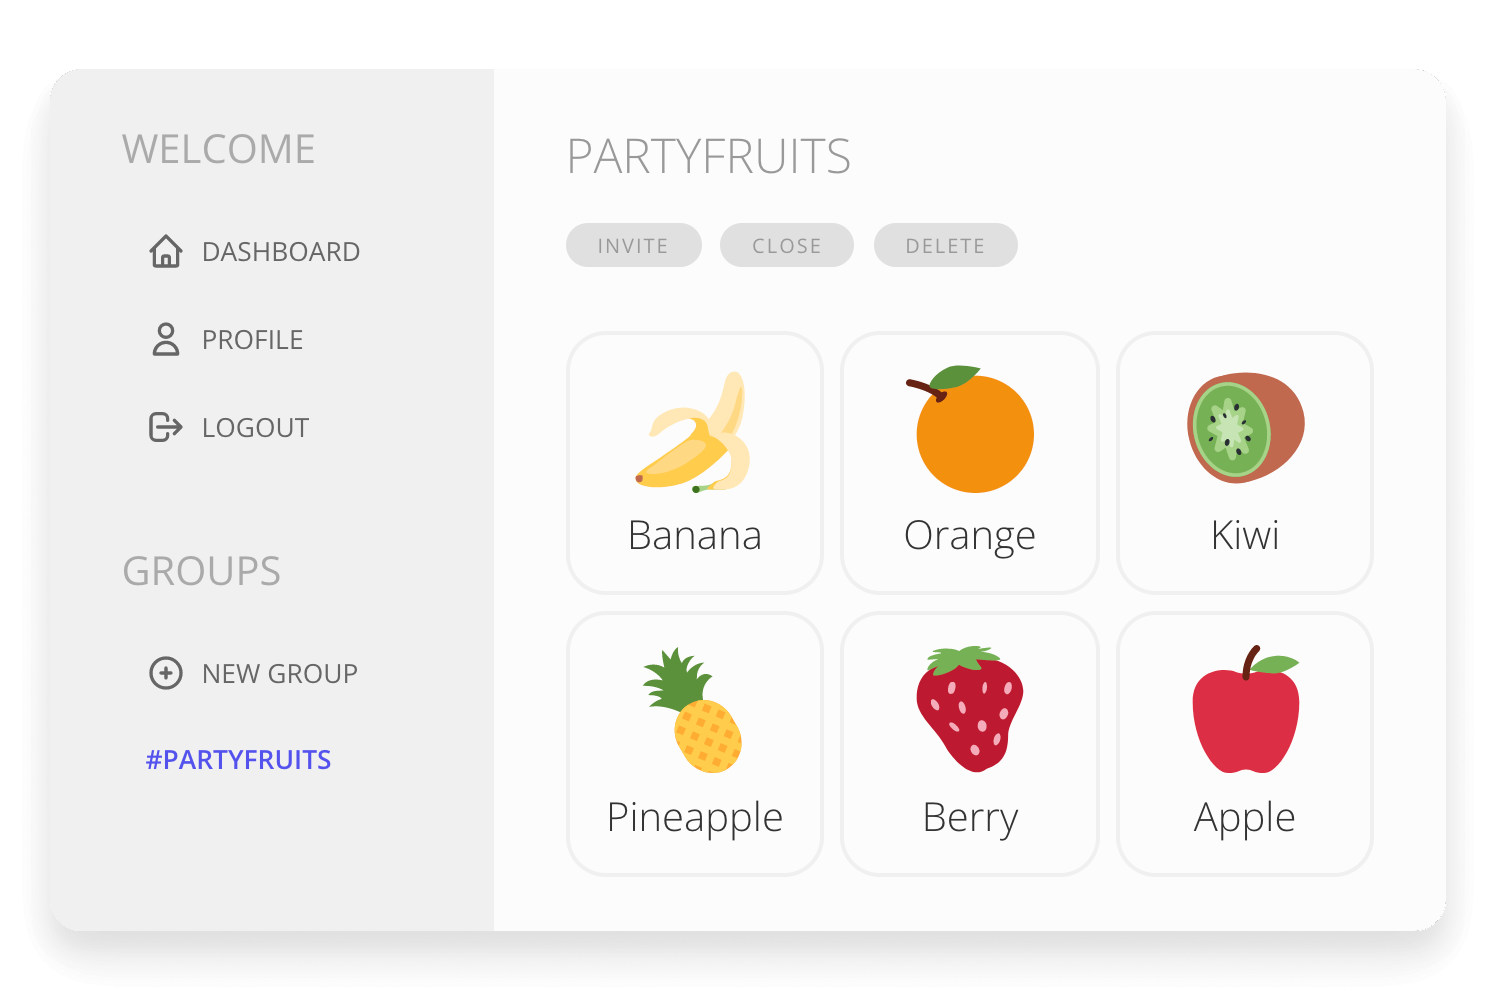 WELCOME
DASHBOARD
PROFILE
LOGOUT
GROUPS
NEW GROUP
#PARTYFRUITS
PARTYFRUITS
INVITE CLOSE DELETE
Banana Orange Kiwi
Pineapple Berry Apple